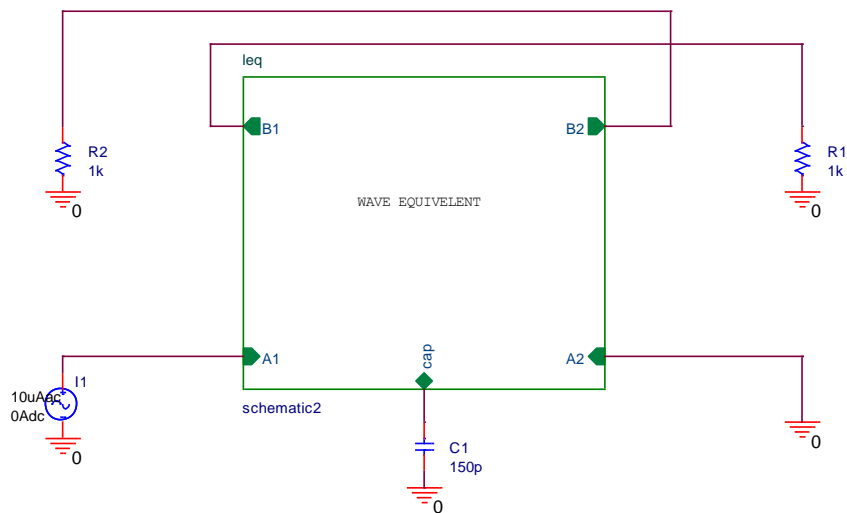 leq
B1
B2
R2
1k
R1
1k
0
0
WAVE EQUIVELENT
A1
cap
A2
I1
10uAac
0Adc
schematic2
0
0
C1
150p
0